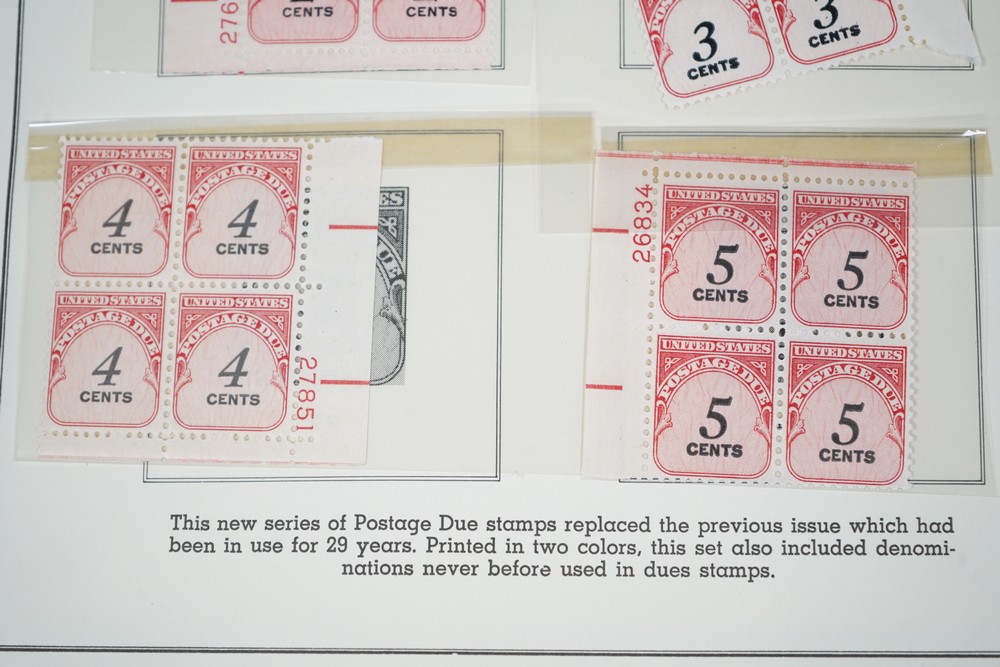 276
CENTS
CENTS
3
CENTS
3
CENTS
UNITED STATES
POSTAGE DUE
4
CENTS
UNITED STATES
POSTAGE DUE
4
CENTS
UNITED STATES
POSTAGE DUE
4
CENTS
UNITED STATES
POSTAGE DUE
4
CENTS
27851
26834
UNITED STATES
POSTAGE DUE
5
CENTS
UNITED STATES
POSTAGE DUE
5
CENTS
UNITED STATES
POSTAGE DUE
5
CENTS
UNITED STATES
POSTAGE DUE
5
CENTS
This new series of Postage Due stamps replaced the previous issue which had
been in use for 29 years. Printed in two colors, this set also included denomi-
nations never before used in dues stamps.